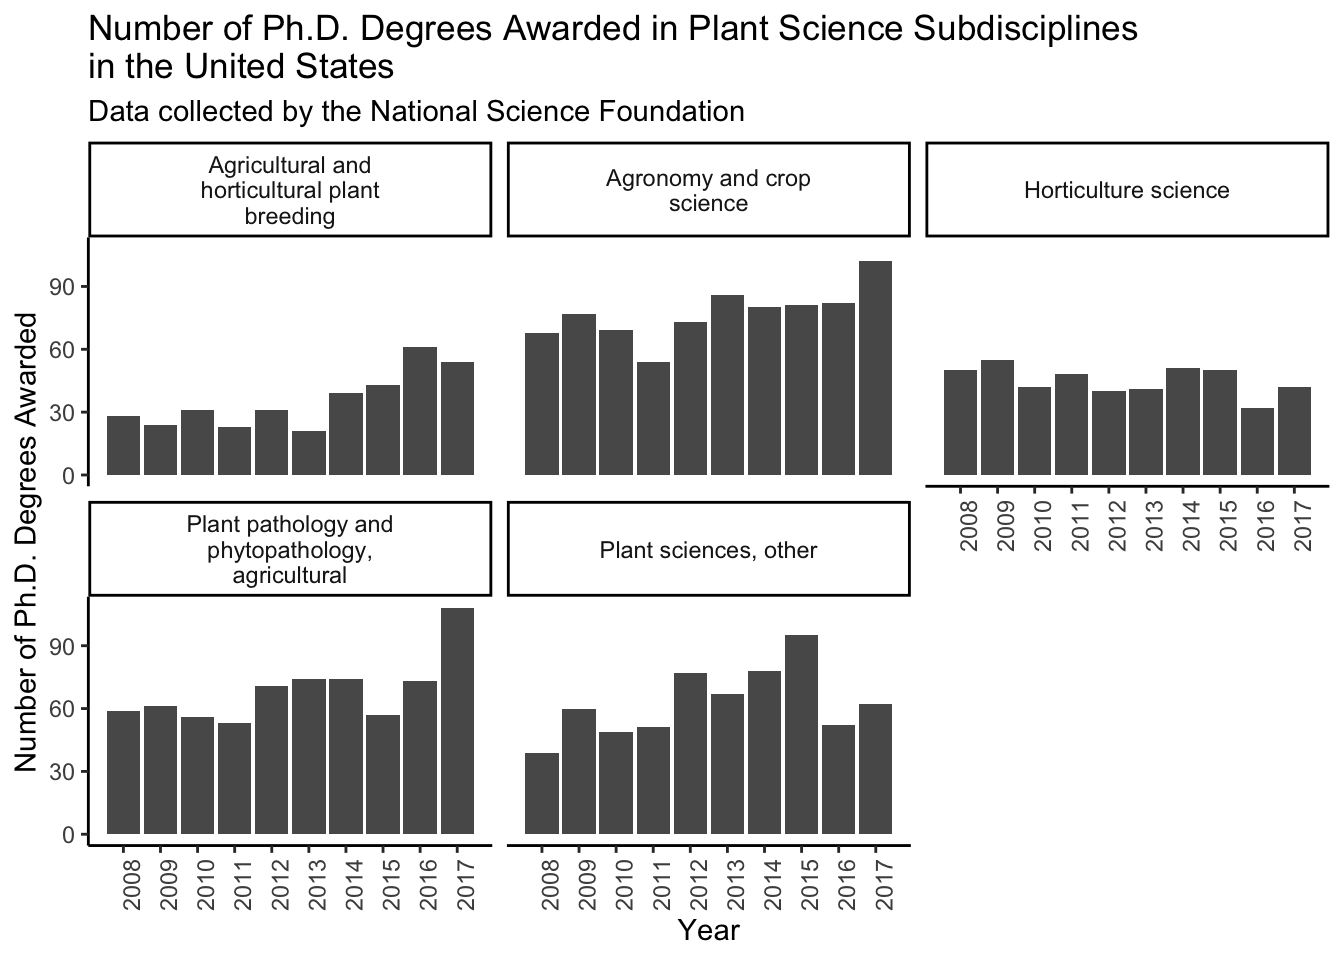 Number of Ph.D. Degrees Awarded in Plant Science Subdisciplines
in the United States
Data collected by the National Science Foundation
Agricultural and
horticultural plant
breeding
Agronomy and crop
science
Horticulture science
Number of Ph.D. Degrees Awarded
90
60
30
0
2008 2009 2010 2011 2012 2013 2014 2015 2016 2017
Plant pathology and
phytopathology,
agricultural
Plant sciences, other
90
60
30
0
2008 2009 2010 2011 2012 2013 2014 2015 2016 2017
2008 2009 2010 2011 2012 2013 2014 2015 2016 2017
Year